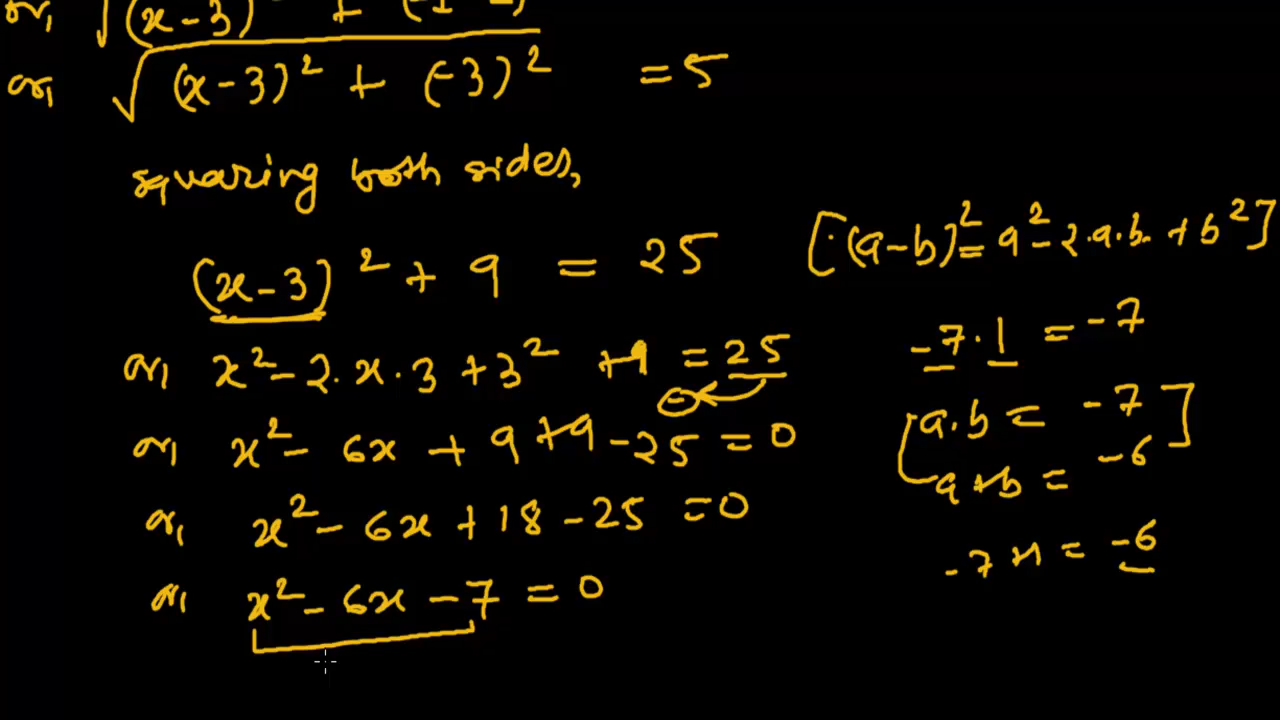 or, √(x-3)
or, √(x-3)² + (-3)² = 5
squaring both sides,
[∵(a-b)² = a² - 2.a.b. + b²]
(x-3)² + 9 = 25
-7.1 = -7
or, x² - 2.x.3 + 3² + 9 = 25
a.b = -7
or, x² - 6x + 9 + 9 - 25 = 0
a+b = -6
or, x² - 6x + 18 - 25 = 0
-7+1 = -6
or, x² - 6x - 7 = 0